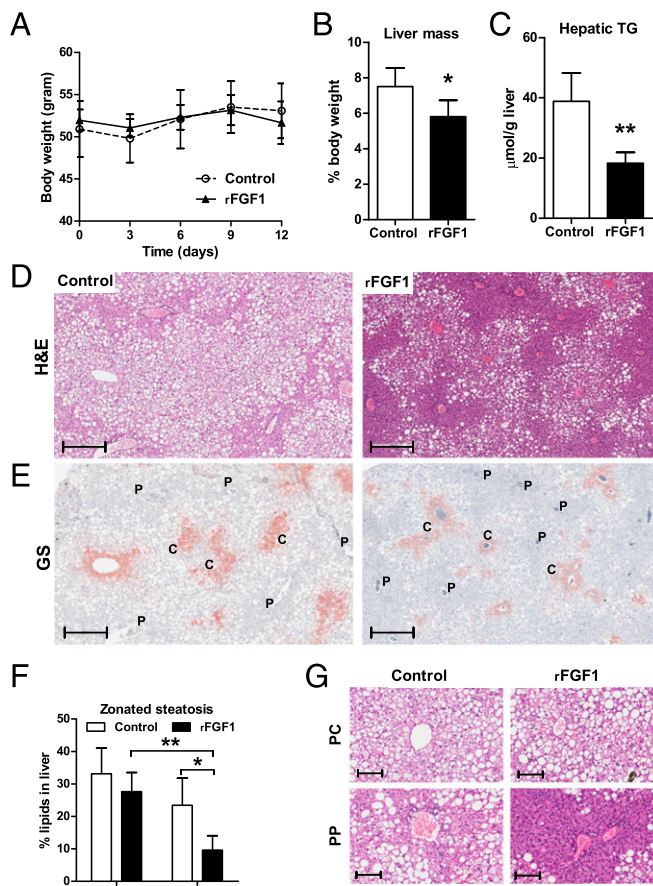 A
Body weight (gram)
60
55
50
45
40
0 3 6 9 12
Time (days)
Control
rFGF1
B
Liver mass
% body weight
10
8
6
4
2
0
*
Control rFGF1
C
Hepatic TG
μmol/g liver
60
40
20
0
**
Control rFGF1
D
H&E
Control
rFGF1
E
GS
P P
P
C C C
P P
P P
P
C C P
C
P P
F
Zonated steatosis
Control rFGF1
% lipids in liver
50
40
30
20
10
0
**
*
G
Control rFGF1
PC
PP